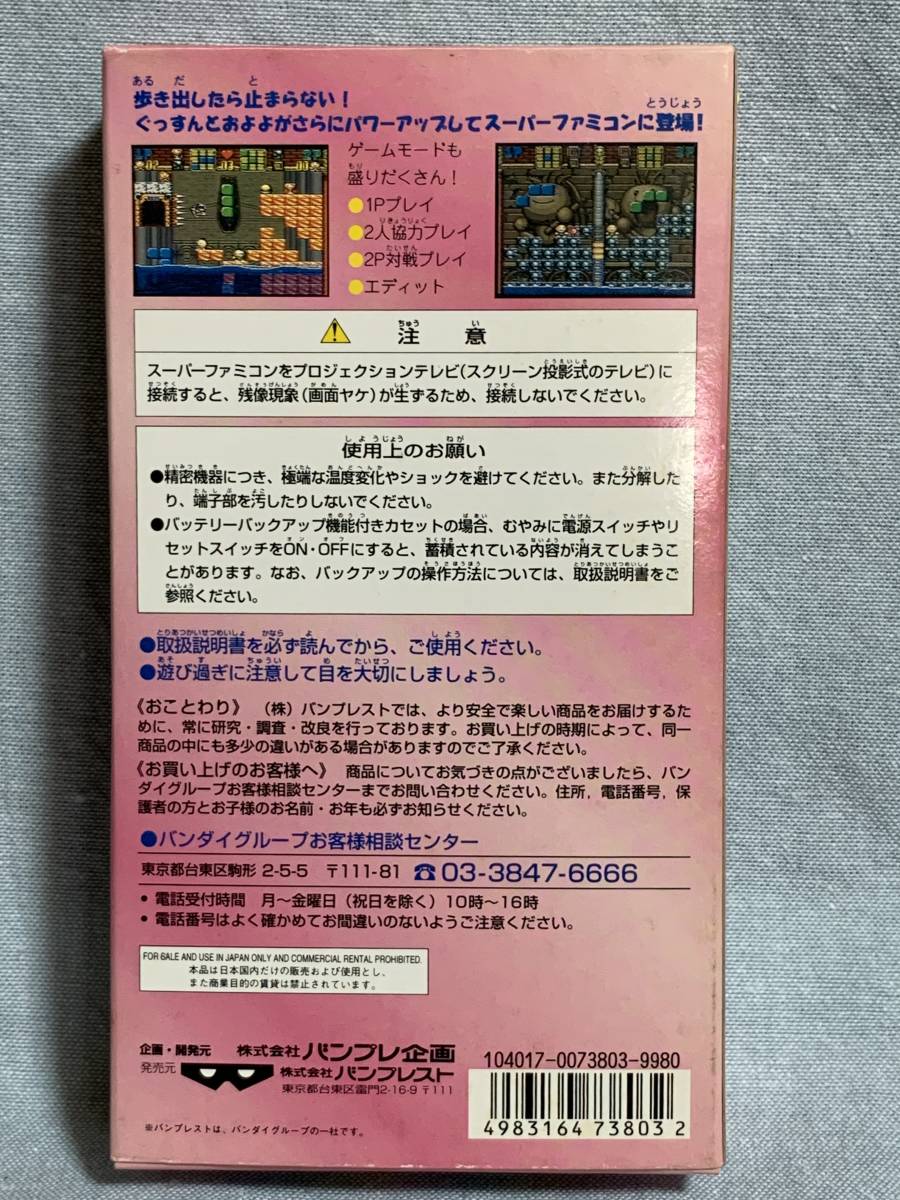 歩き出したら止まらない！
ぐっすんとおよよがさらにパワーアップしてスーパーファミコンに登場！
ゲームモードも
盛りだくさん！
●1Pプレイ
●2人協力プレイ
●2P対戦プレイ
●エディット
注意
スーパーファミコンをプロジェクションテレビ(スクリーン投影式のテレビ)に
接続すると、残像現象(画面ヤケ)が生ずるため、接続しないでください。
使用上のお願い
●精密機器につき、極端な温度変化やショックを避けてください。また分解した
り、端子部を汚したりしないでください。
●バッテリーバックアップ機能付きカセットの場合、むやみに電源スイッチやリ
セットスイッチをON・OFFにすると、蓄積されている内容が消えてしまうこ
とがあります。なお、バックアップの操作方法については、取扱説明書をご
参照ください。
●取扱説明書を必ず読んでから、ご使用ください。
●遊び過ぎに注意して目を大切にしましょう。
《おことわり》（株）バンプレストでは、より安全で楽しい商品をお届けするた
めに、常に研究・調査・改良を行っております。お買い上げの時期によって、同一
商品の中にも多少の違いがある場合がありますのでご了承ください。
《お買い上げのお客様へ》商品についてお気づきの点がございましたら、バン
ダイグループお客様相談センターまでお問い合わせください。住所，電話番号，保
護者の方とお子様のお名前・お年も必ずお知らせください。
●バンダイグループお客様相談センター
東京都台東区駒形 2-5-5 〒111-81 ☎03-3847-6666
・電話受付時間 月～金曜日（祝日を除く）10時～16時
・電話番号はよく確かめてお間違いのないようご注意ください。
FOR SALE AND USE IN JAPAN ONLY AND COMMERCIAL RENTAL PROHIBITED.
本品は日本国内だけの販売および使用とし、
また商業目的の賃貸は禁止されています。
企画・開発元 株式会社バンプレ企画
発売元 株式会社バンプレスト
東京都台東区雷門2-16-9 〒111
※バンプレストは、バンダイグループの一社です。
104017-0073803-9980
4983164 738032